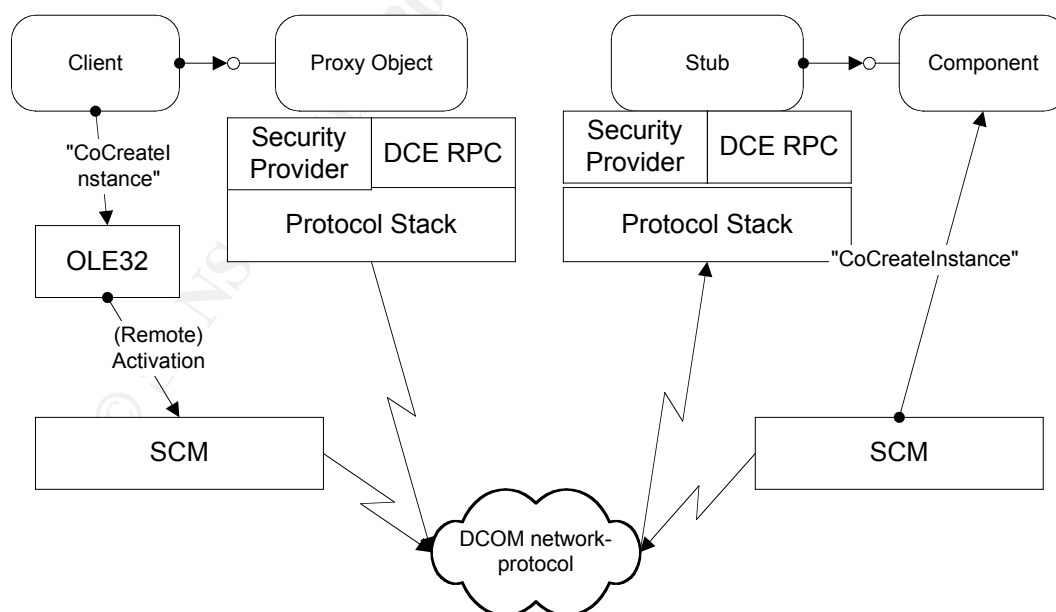 Client
Proxy Object
Stub
Component
Security
Provider
DCE RPC
Security
Provider
DCE RPC
"CoCreateI
nstance"
Protocol Stack
Protocol Stack
OLE32
"CoCreateInstance"
(Remote)
Activation
SCM
SCM
DCOM network-
protocol